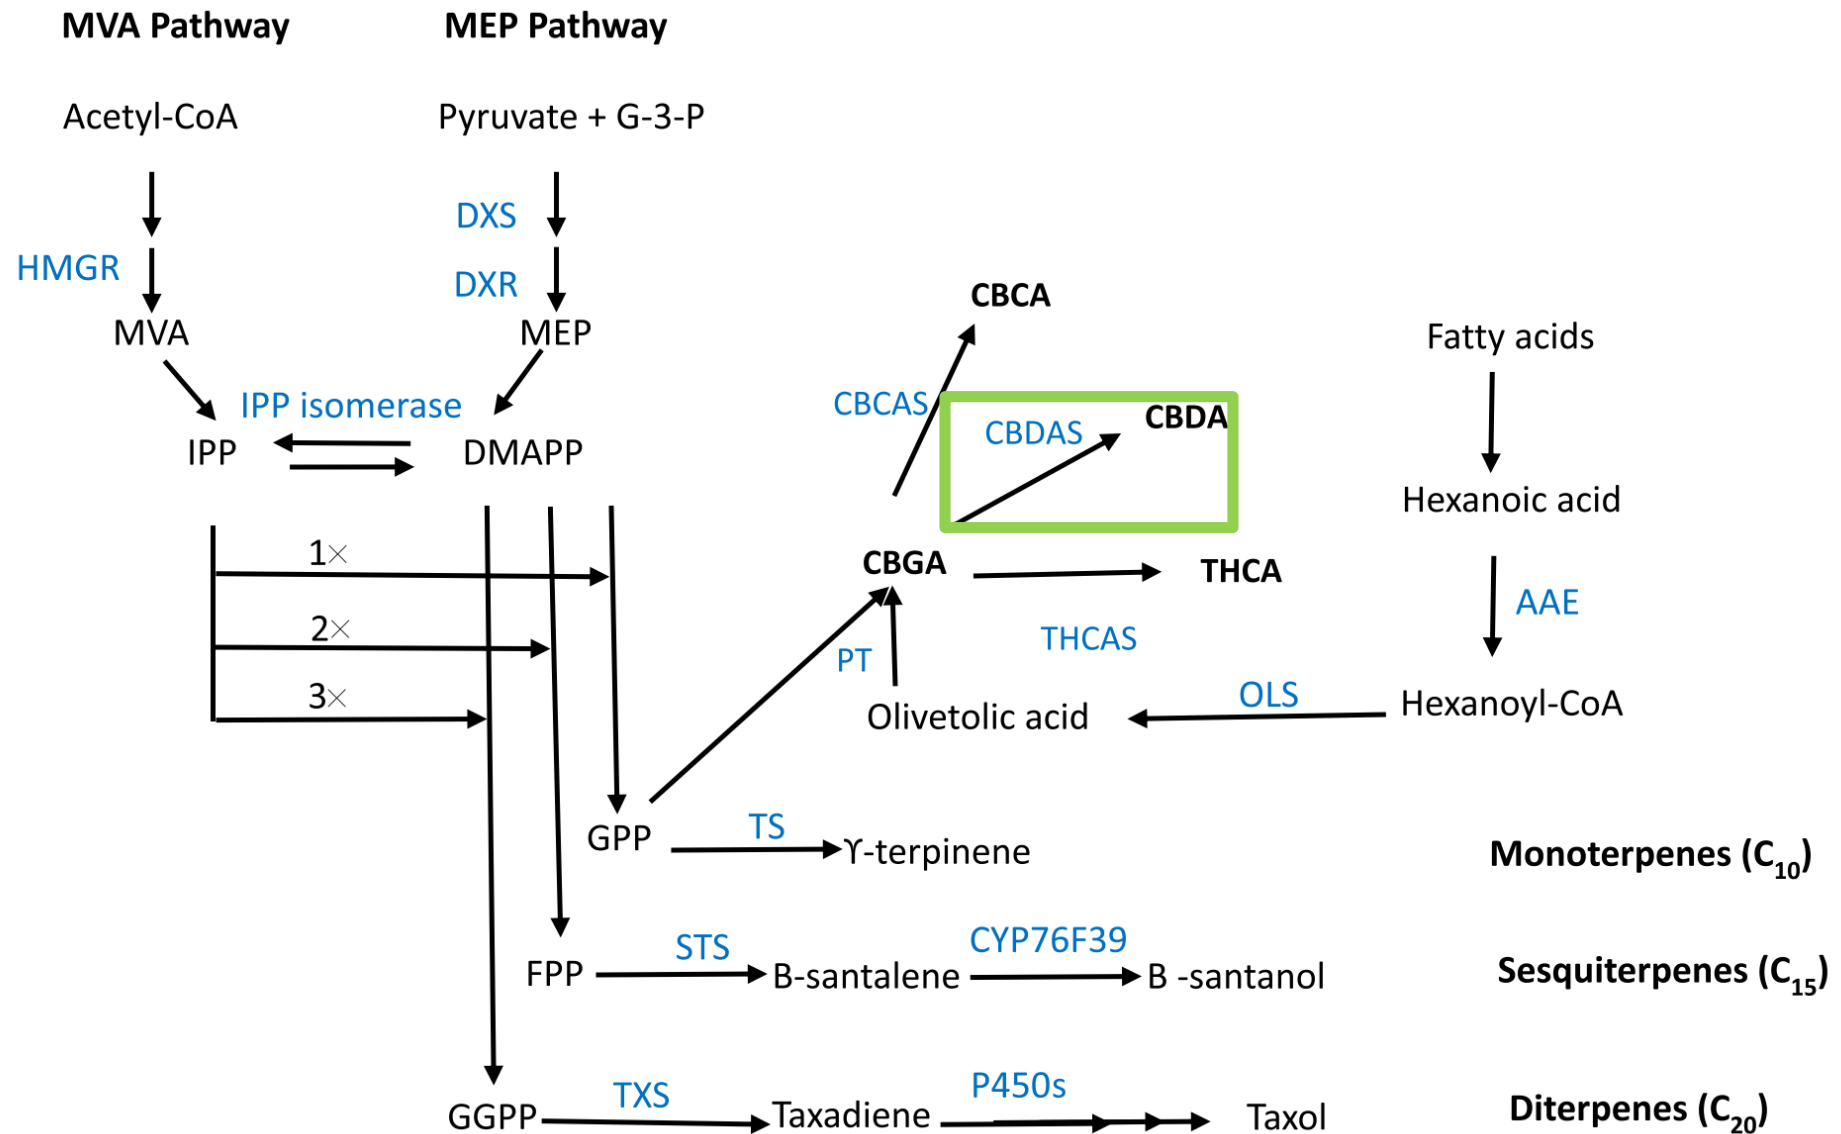 MVA Pathway
MEP Pathway
Acetyl-CoA
Pyruvate + G-3-P
DXS
HMGR
DXR
MVA
MEP
IPP isomerase
IPP
DMAPP
1×
2×
3×
CBCA
CBCAS
CBDAS
CBDA
CBGA
THCA
THCAS
PT
Olivetolic acid
OLS
Fatty acids
Hexanoic acid
AAE
Hexanoyl-CoA
GPP
TS
ϒ-terpinene
Monoterpenes (C10)
FPP
STS
B-santalene
CYP76F39
B -santanol
Sesquiterpenes (C15)
GGPP
TXS
Taxadiene
P450s
Taxol
Diterpenes (C20)